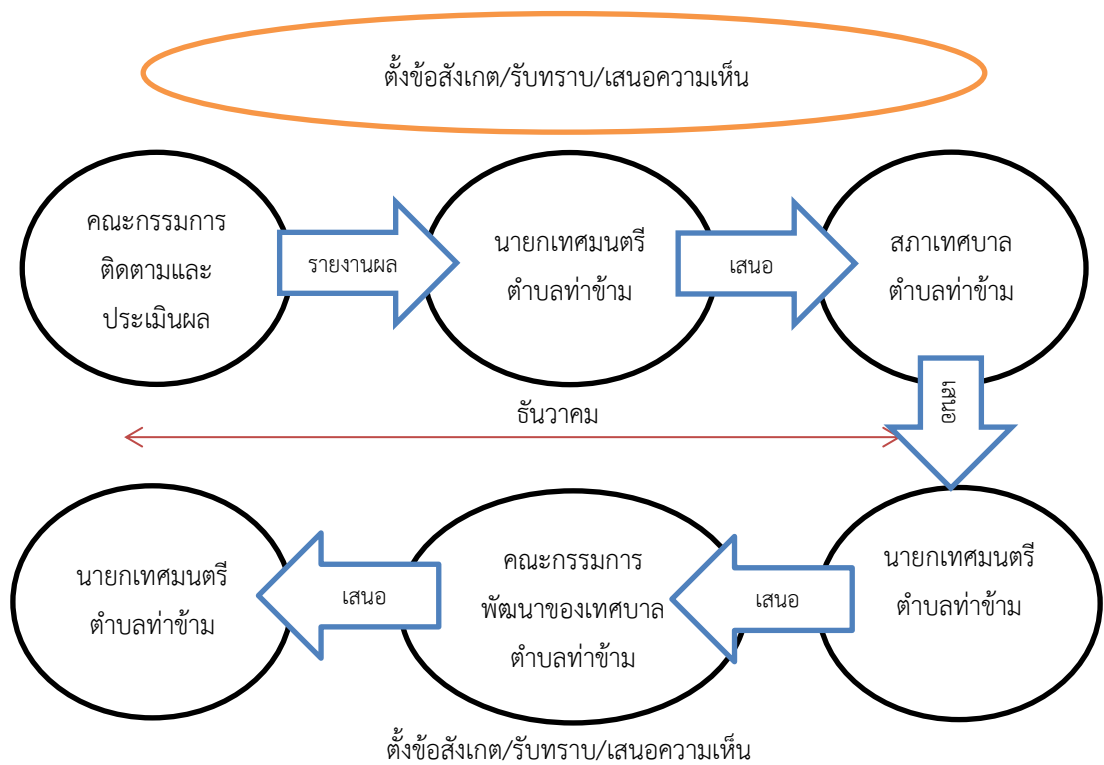 ตั้งข้อสังเกต/รับทราบ/เสนอความเห็น
คณะกรรมการ
ติดตามและ
ประเมินผล
รายงานผล
นายกเทศมนตรี
ตำบลท่าข้าม
เสนอ
สภาเทศบาล
ตำบลท่าข้าม
เสนอ
ธันวาคม
นายกเทศมนตรี
ตำบลท่าข้าม
เสนอ
คณะกรรมการ
พัฒนาของเทศบาล
ตำบลท่าข้าม
เสนอ
นายกเทศมนตรี
ตำบลท่าข้าม
ตั้งข้อสังเกต/รับทราบ/เสนอความเห็น